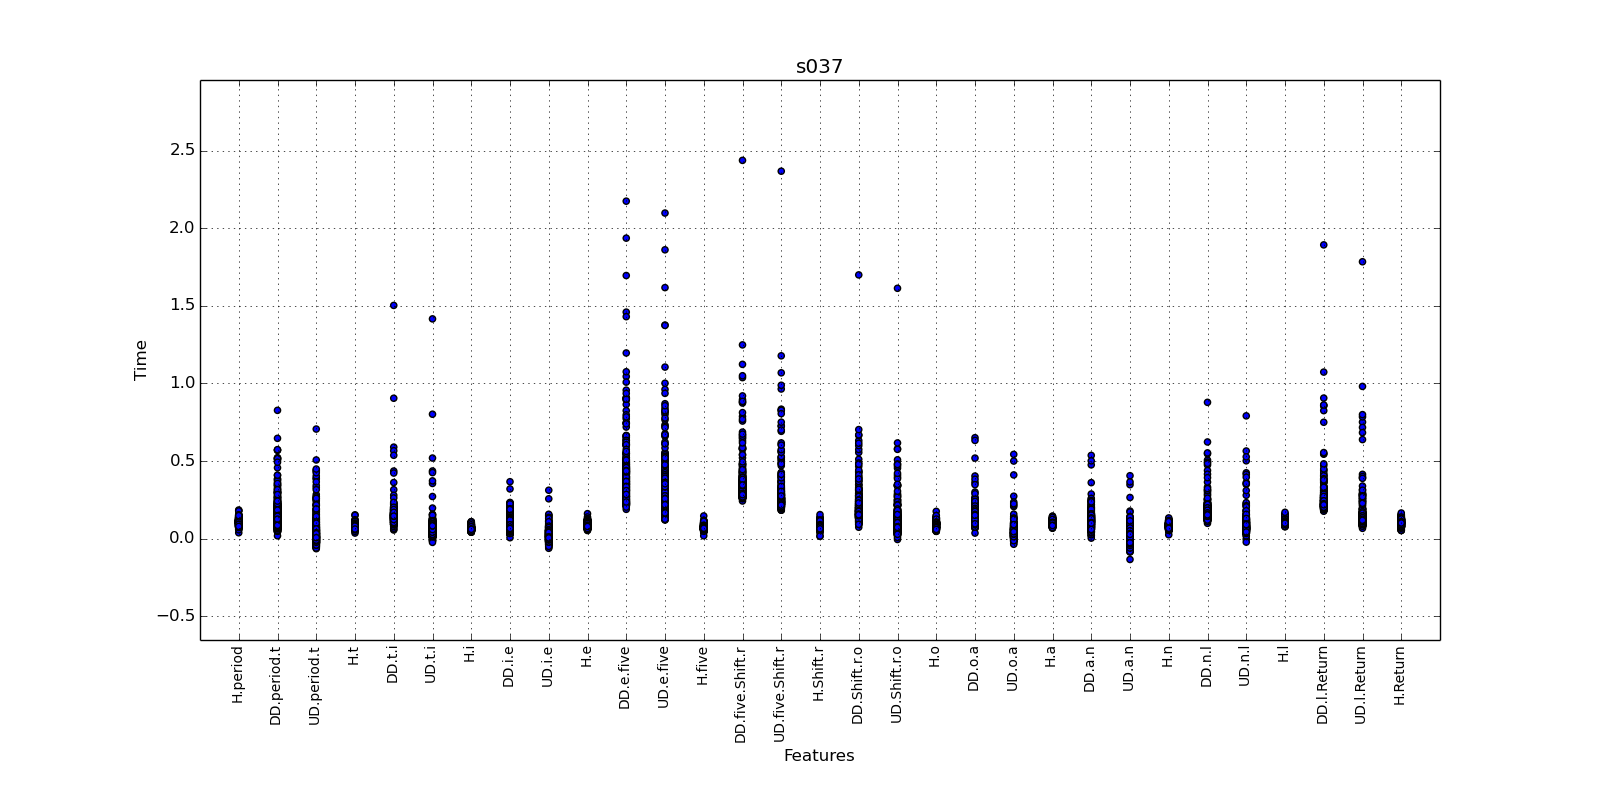 s037
Time
2.5
2.0
1.5
1.0
0.5
0.0
−0.5
H.period
DD.period.t
UD.period.t
H.t
DD.t.i
UD.t.i
H.i
DD.i.e
UD.i.e
H.e
DD.e.five
UD.e.five
H.five
DD.five.Shift.r
UD.five.Shift.r
H.Shift.r
DD.Shift.r.o
UD.Shift.r.o
H.o
DD.o.a
UD.o.a
H.a
DD.a.n
UD.a.n
H.n
DD.n.l
UD.n.l
H.l
DD.l.Return
UD.l.Return
H.Return
Features